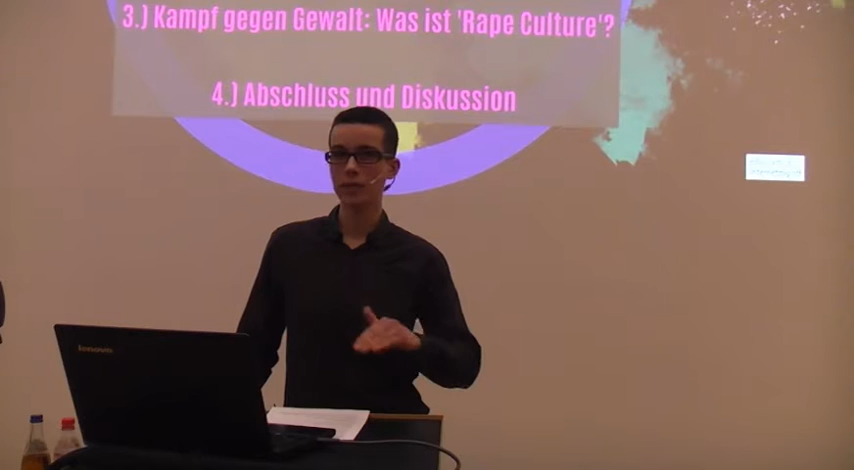 3.) Kampf gegen Gewalt: Was ist 'Rape Culture'?
4.) Abschluss und Diskussion
lenovo